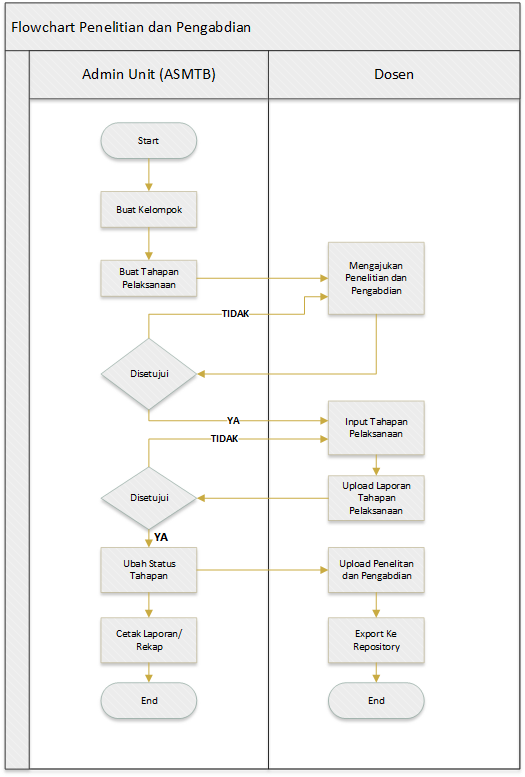 Flowchart Penelitian dan Pengabdian
Admin Unit (ASMTB)
Dosen
Start
Buat Kelompok
Buat Tahapan
Pelaksanaan
Mengajukan
Penelitian dan
Pengabdian
TIDAK
Disetujui
YA
Input Tahapan
Pelaksanaan
TIDAK
Disetujui
Upload Laporan
Tahapan
Pelaksanaan
YA
Ubah Status
Tahapan
Upload Penelitan
dan Pengabdian
Cetak Laporan/
Rekap
Export Ke
Repository
End
End